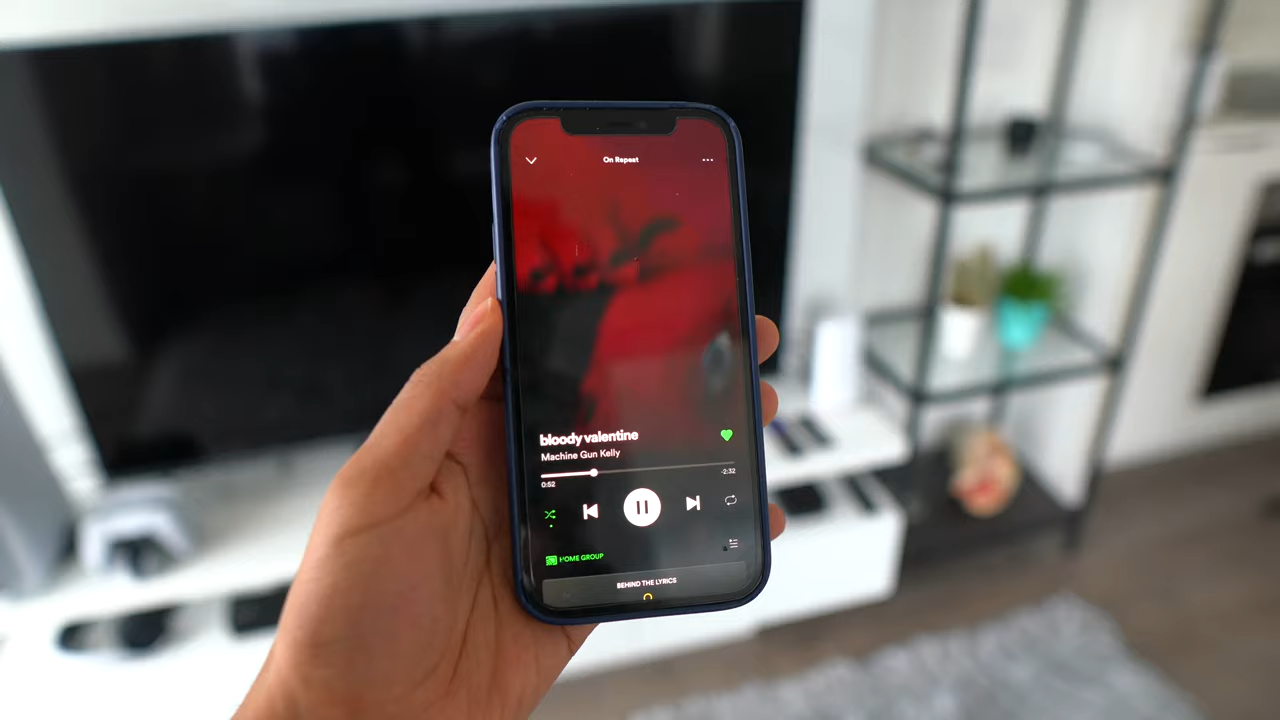 On Repeat
bloody valentine
Machine Gun Kelly
0:52
-2:32
HOME GROUP
BEHIND THE LYRICS